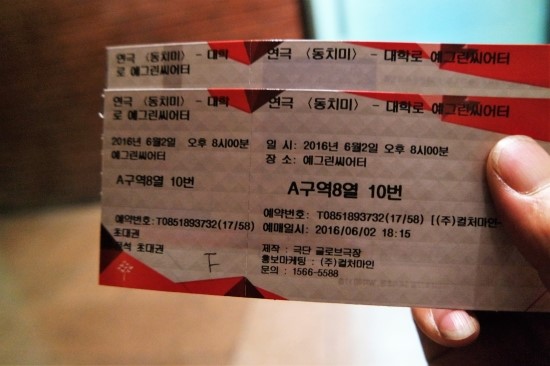 연극 〈동치미〉 - 대학
로 예그린씨어터
연극 〈동치미〉 - 대학로 예그린씨어터
연극 〈동치미〉 - 대학
로 예그린씨어터
2016년 6월2일 오후 8시00분
예그린씨어터
A구역8열 10번
예약번호: T0851893732(17/58)
초대권
석 초대권
F
연극 〈동치미〉 - 대학로 예그린씨어터
일 시: 2016년 6월2일 오후 8시00분
장 소: 예그린씨어터
A구역8열 10번
예약번호: T0851893732(17/58) [(주)컬처마인-
예매일시: 2016/06/02 18:15
제작 : 극단 글로브극장
홍보마케팅 : (주)컬처마인
문의 : 1566-5588